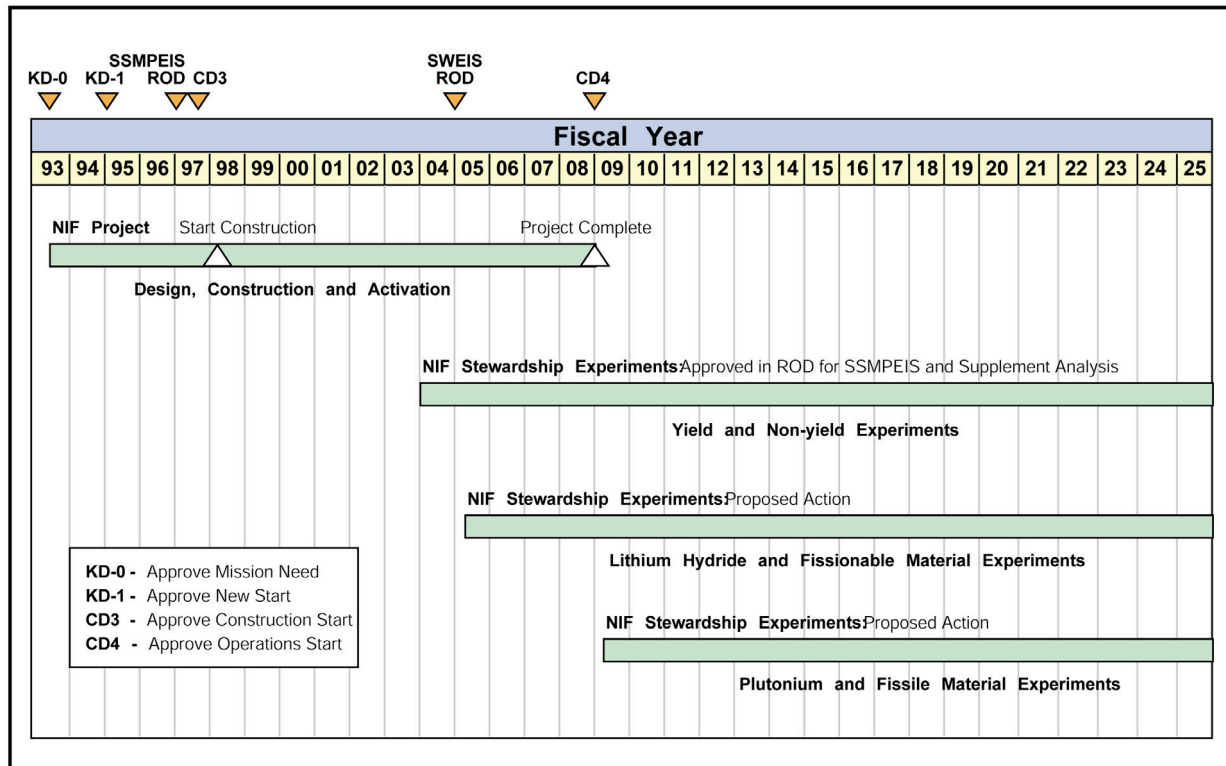 SSMPEIS SWEIS
KD-0 KD-1 ROD CD3 ROD CD4
Fiscal Year
93 94 95 96 97 98 99 00 01 02 03 04 05 06 07 08 09 10 11 12 13 14 15 16 17 18 19 20 21 22 23 24 25
NIF Project Start Construction Project Complete
Design, Construction and Activation
NIF Stewardship Experiments:Approved in ROD for SSMPEIS and Supplement Analysis
Yield and Non-yield Experiments
NIF Stewardship Experiments:Proposed Action
Lithium Hydride and Fissionable Material Experiments
KD-0 - Approve Mission Need
KD-1 - Approve New Start
CD3 - Approve Construction Start
CD4 - Approve Operations Start
NIF Stewardship Experiments:Proposed Action
Plutonium and Fissile Material Experiments